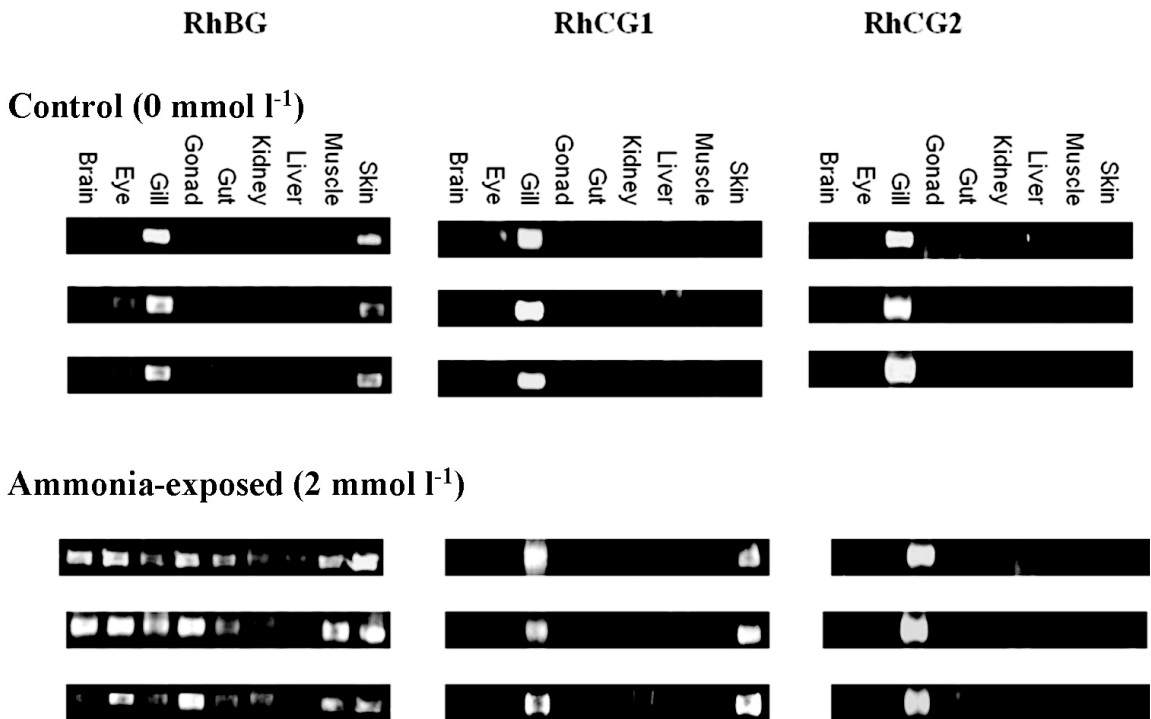 RhBG RhCG1 RhCG2
Control (0 mmol l-1)
Brain Eye Gill Gonad Gut Kidney Liver Muscle Skin Brain Eye Gill Gonad Gut Kidney Liver Muscle Skin Brain Eye Gill Gonad Gut Kidney Liver Muscle Skin
Ammonia-exposed (2 mmol l-1)